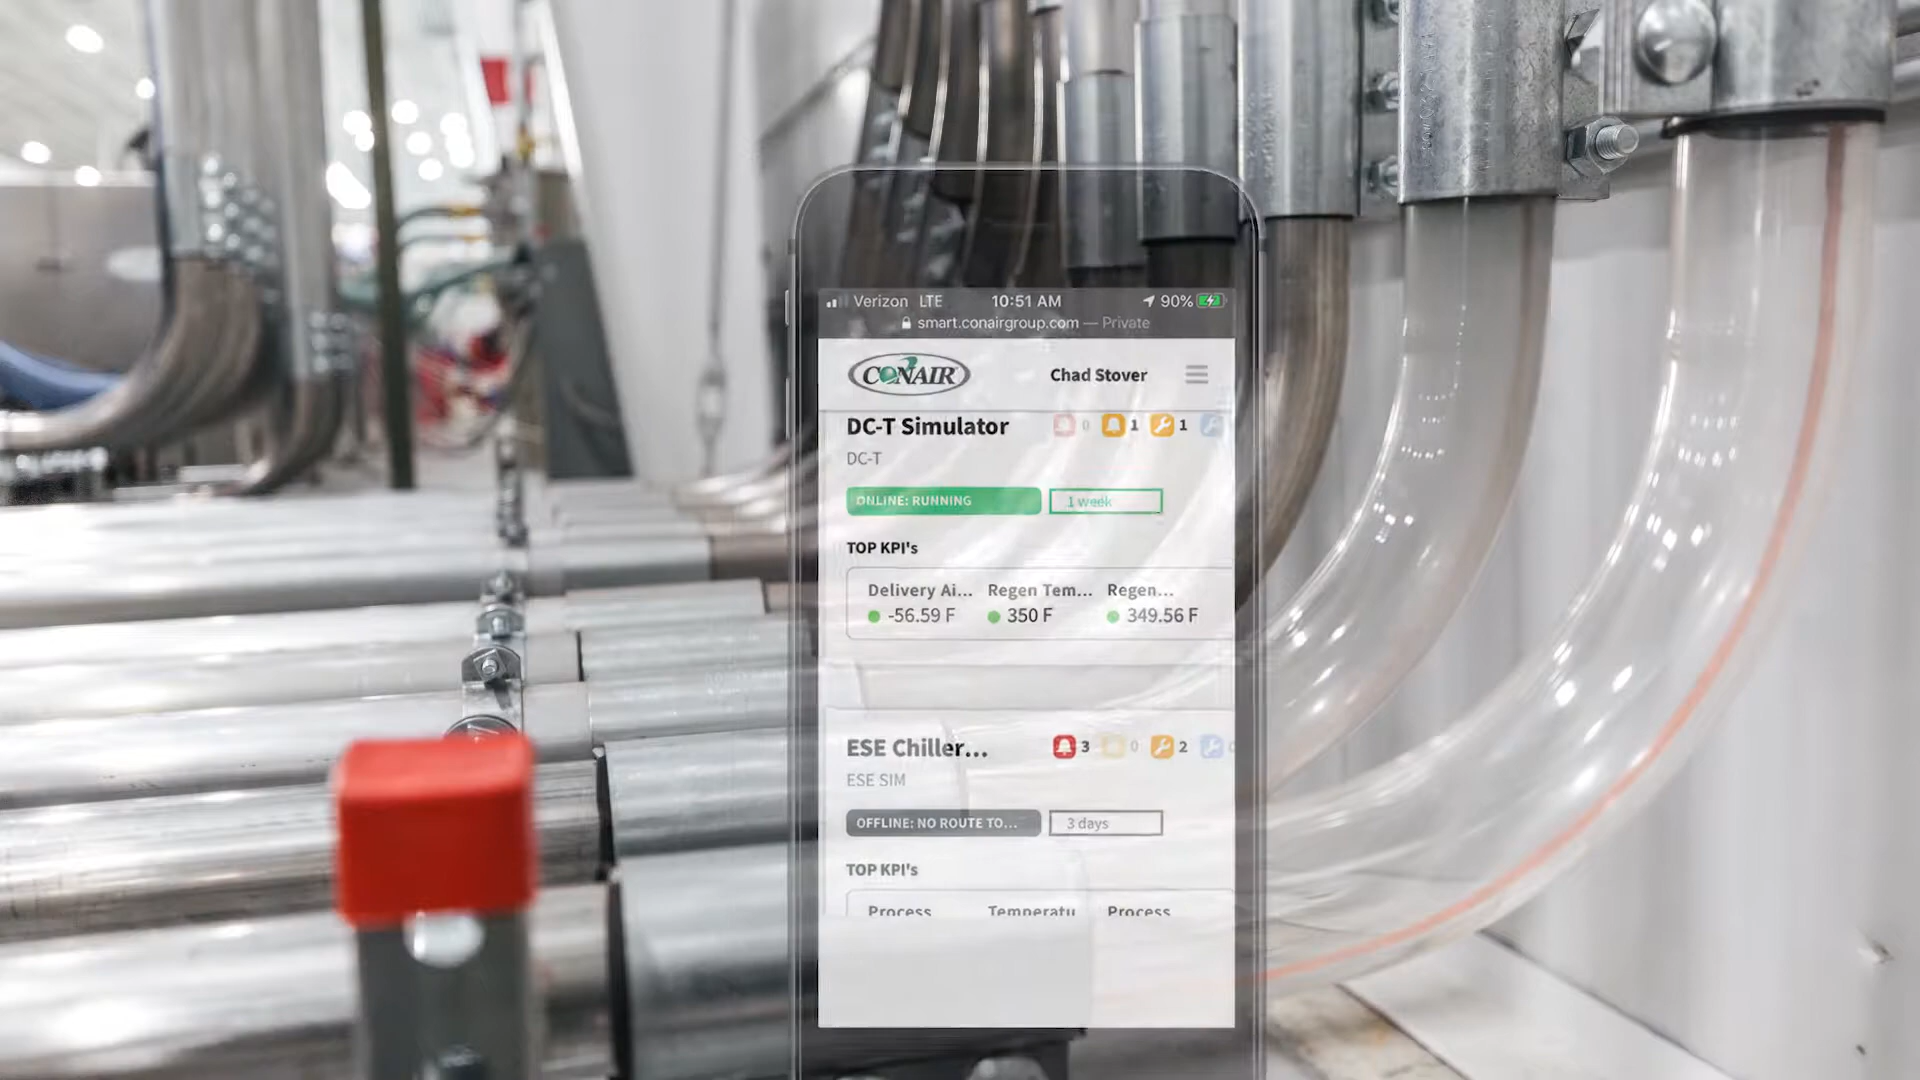 Verizon LTE 10:51 AM 90%
smart.conairgroup.com — Private
CONAIR Chad Stover
DC-T Simulator 0 1 1
DC-T
ONLINE: RUNNING 1 week
TOP KPI's
Delivery Ai... Regen Tem... Regen...
-56.59 F 350 F 349.56 F
ESE Chiller... 3 0 2 0
ESE SIM
OFFLINE: NO ROUTE TO... 3 days
TOP KPI's
Process Temperatu Process